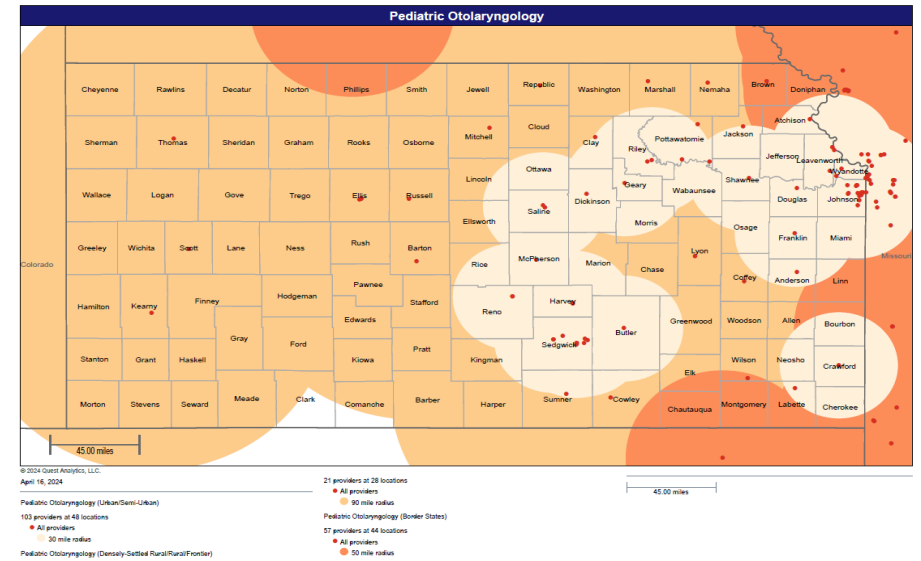 Pediatric Otolaryngology
Cheyenne Rawlins Decatur Norton Phillips Smith Jewell Republic Washington Marshall Nemaha Brown Doniphan
Atchison
Sherman Thomas Sheridan Graham Rooks Osborne Mitchell Cloud Clay Riley Pottawatomie Jackson
Jefferson Leavenworth
Wyandotte
Wallace Logan Gove Trego Ellis Russell Lincoln Ottawa Geary Wabaunsee Shawnee
Saline Dickinson Douglas Johnson
Ellsworth Morris Osage
Greeley Wichita Scott Lane Ness Rush Barton Lyon Franklin Miami
Colorado Rice McPherson Marion Chase Missouri
Hamilton Kearny Finney Hodgeman Pawnee Stafford Coffey Anderson Linn
Reno Harvey
Gray Ford Edwards Sedgwick Butler Greenwood Woodson Allen Bourbon
Stanton Grant Haskell Kiowa Pratt Kingman Elk Wilson Neosho Crawford
Morton Stevens Seward Meade Clark Comanche Barber Harper Sumner Cowley Chautauqua Montgomery Labette Cherokee
45.00 miles
© 2024 Quest Analytics, LLC.
April 16, 2024
Pediatric Otolaryngology (Urban/Semi-Urban)
103 providers at 48 locations
All providers
30 mile radius
Pediatric Otolaryngology (Densely-Settled Rural/Rural/Frontier)
21 providers at 28 locations
All providers
90 mile radius
Pediatric Otolaryngology (Border States)
57 providers at 44 locations
All providers
50 mile radius
45.00 miles